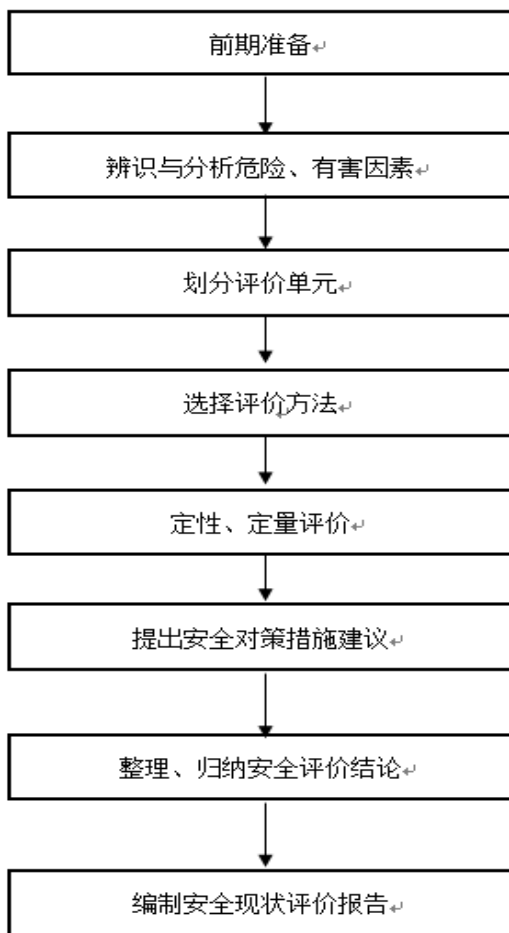 前期准备
辨识与分析危险、有害因素
划分评价单元
选择评价方法
定性、定量评价
提出安全对策措施建议
整理、归纳安全评价结论
编制安全现状评价报告